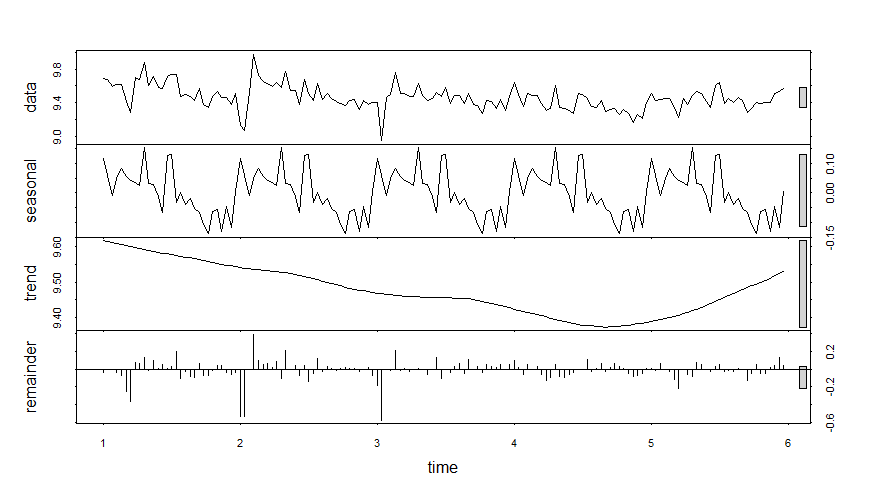 data
9.0 9.4 9.8
seasonal
-0.15 0.00 0.10
trend
9.40 9.50 9.60
remainder
-0.6 -0.2 0.2
1 2 3 4 5 6
time